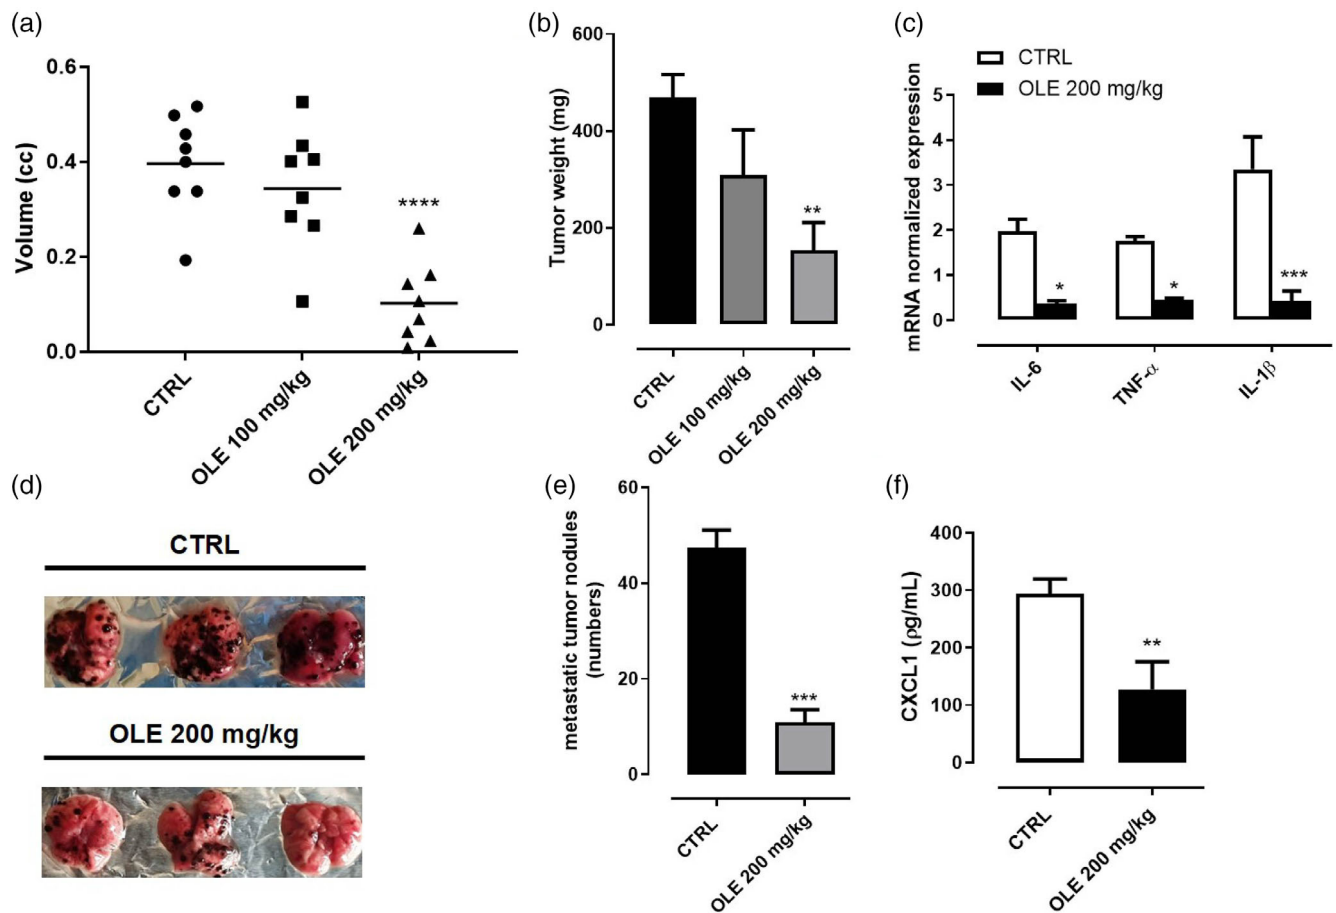 (a)
Volume (cc)
0.6
0.4
0.2
0.0
****
CTRL
OLE 100 mg/kg
OLE 200 mg/kg
(b)
Tumor weight (mg)
600
400
200
0
**
CTRL
OLE 100 mg/kg
OLE 200 mg/kg
(c)
CTRL
OLE 200 mg/kg
mRNA normalized expression
5
4
3
2
1
0
*
*
***
IL-6
TNF-α
IL-1β
(d)
CTRL
OLE 200 mg/kg
(e)
metastatic tumor nodules
(numbers)
60
40
20
0
***
CTRL
OLE 200 mg/kg
(f)
CXCL1 (ρg/mL)
400
300
200
100
0
**
CTRL
OLE 200 mg/kg